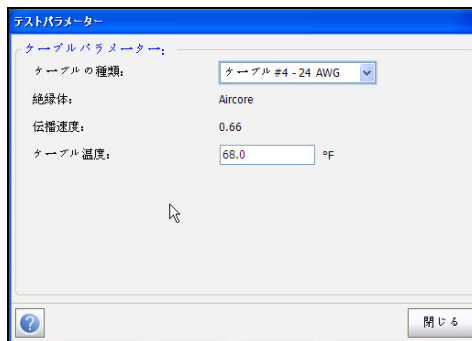 テストパラメーター
ケーブルパラメーター:
ケーブルの種類: ケーブル #4 - 24 AWG
絶縁体: Aircore
伝播速度: 0.66
ケーブル温度: 68.0 °F
?
閉じる